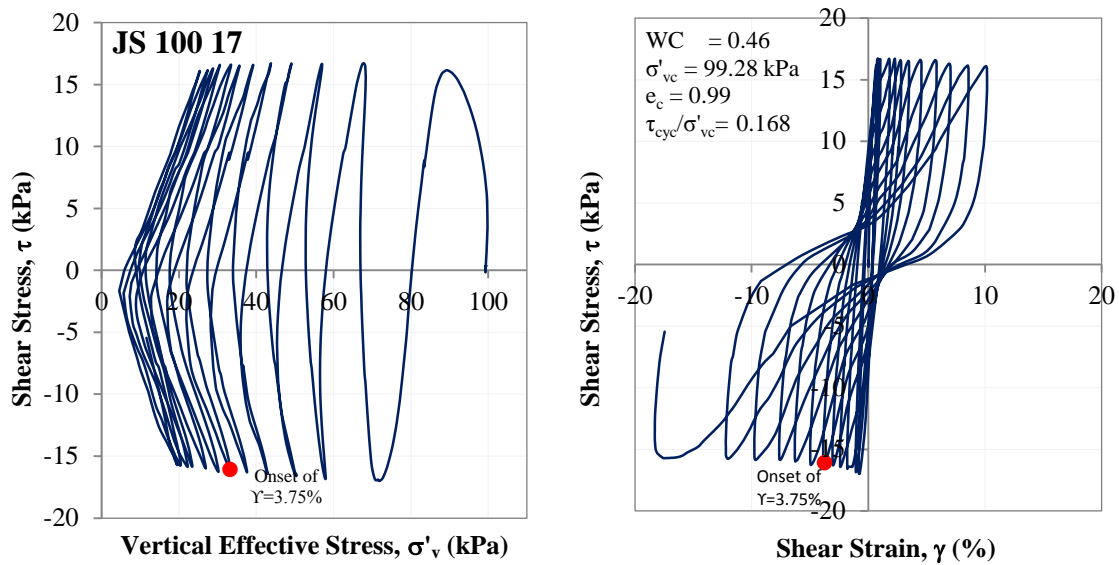 JS 100 17
20
15
10
5
0
-5
-10
-15
-20
0
20
40
60
80
100
Shear Stress, τ (kPa)
Vertical Effective Stress, σ'v (kPa)
Onset of
ϒ=3.75%
WC = 0.46
σ'vc = 99.28 kPa
ec = 0.99
τcyc/σ'vc= 0.168
20
15
10
5
0
-5
-10
-15
-20
-20
-10
0
10
20
Shear Stress, τ (kPa)
Shear Strain, γ (%)
Onset of
ϒ=3.75%